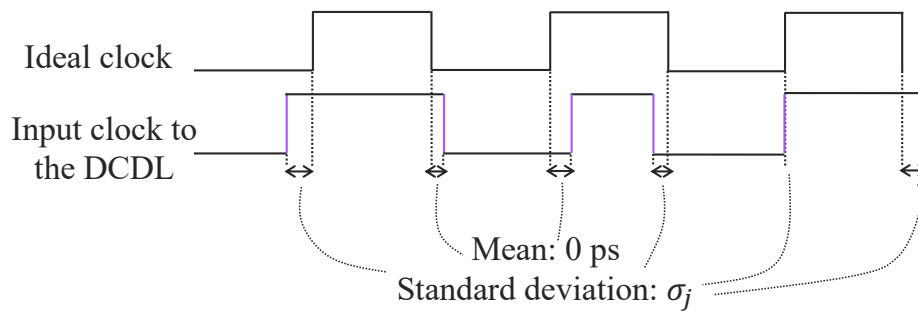 Ideal clock
Input clock to
the DCDL
Mean: 0 ps
Standard deviation: σj